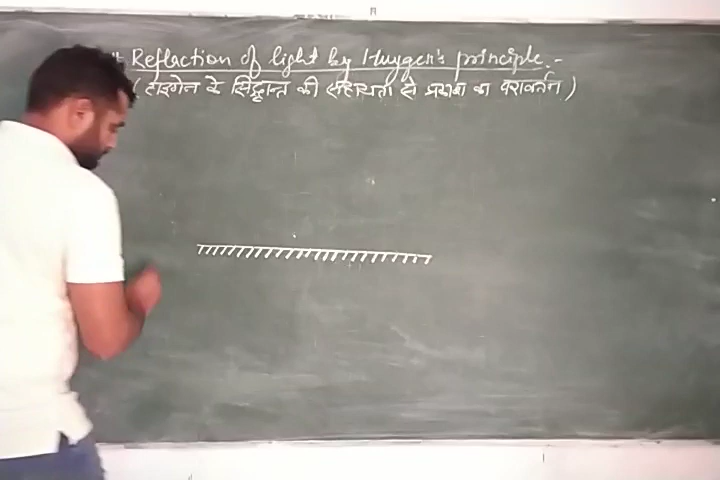 Reflection of light by Huygen's principle.-
(हाइगेन के सिद्धान्त की सहायता से प्रकाश का परावर्तन)